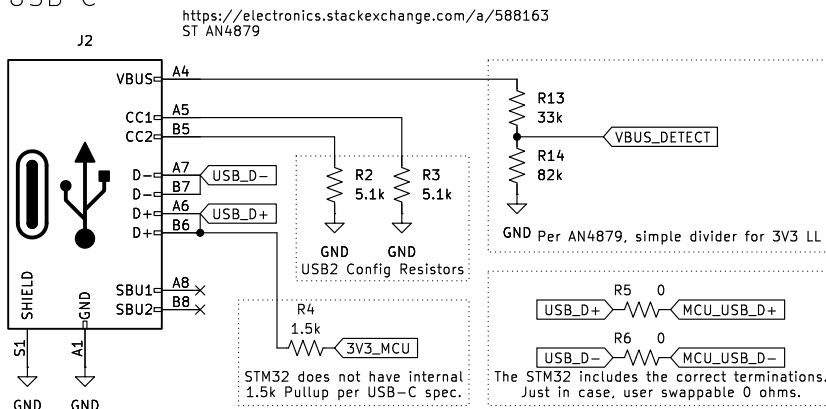 USB-C
https://electronics.stackexchange.com/a/588163
ST AN4879
J2
VBUS A4
CC1 A5
CC2 B5
D- A7
D- B7
D+ A6
D+ B6
SBU1 A8
SBU2 B8
SHIELD
GND
S1
A1
GND
GND
USB_D-
USB_D+
R2
5.1k
R3
5.1k
GND
GND
USB2 Config Resistors
R4
1.5k
3V3_MCU
STM32 does not have internal
1.5k Pullup per USB-C spec.
R13
33k
VBUS_DETECT
R14
82k
GND
Per AN4879, simple divider for 3V3 LL
R5 0
USB_D+ MCU_USB_D+
R6 0
USB_D- MCU_USB_D-
The STM32 includes the correct terminations.
Just in case, user swappable 0 ohms.